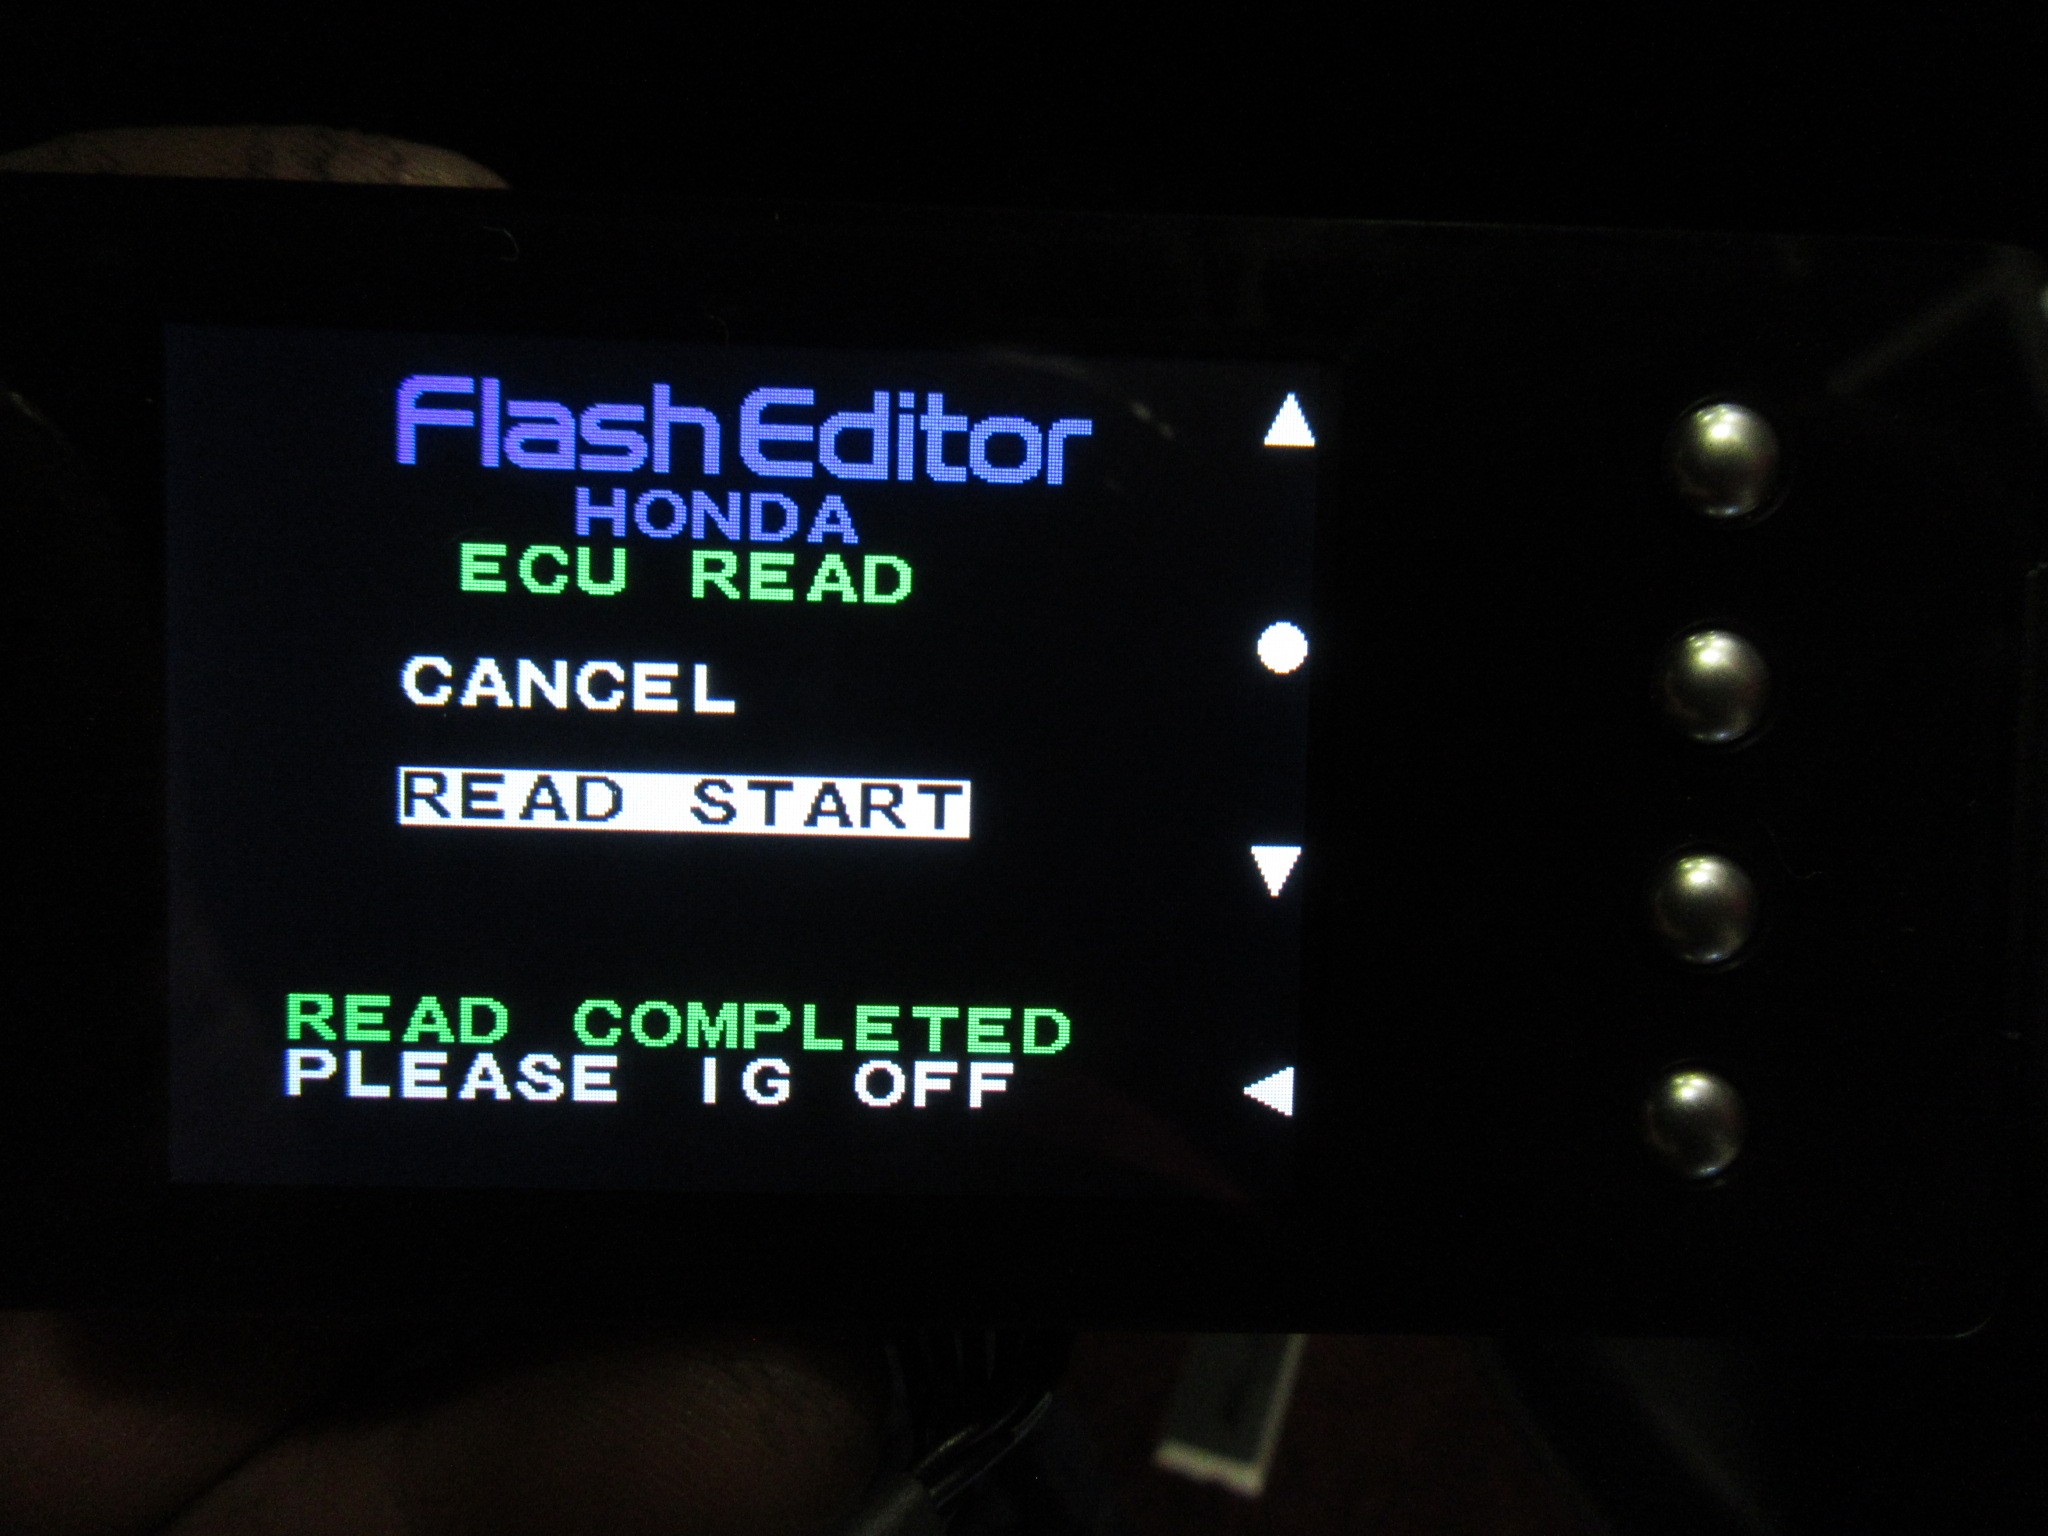 Flash Editor
HONDA
ECU READ
CANCEL
READ START
READ COMPLETED
PLEASE IG OFF